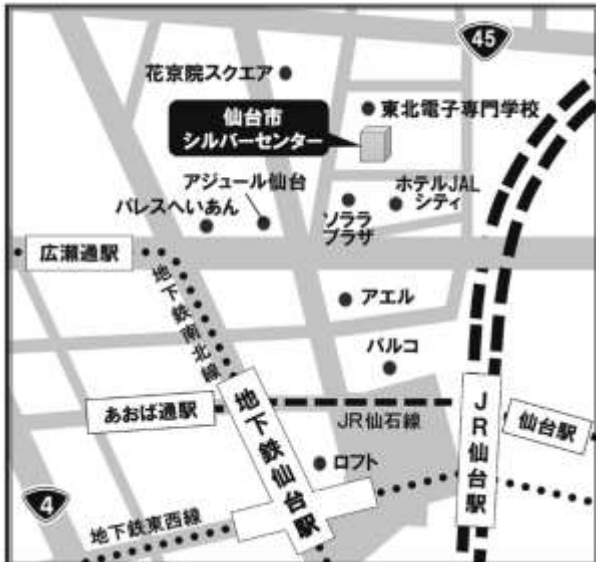 45
花京院スクエア
東北電子専門学校
仙台市
シルバーセンター
アジュール仙台
パレスへいあん
ソララ
プラザ
ホテルJAL
シティ
広瀬通駅
地下鉄南北線
アエル
パルコ
あおば通駅
JR仙石線
地下鉄仙台駅
JR仙台駅
仙台駅
ロフト
4
地下鉄東西線